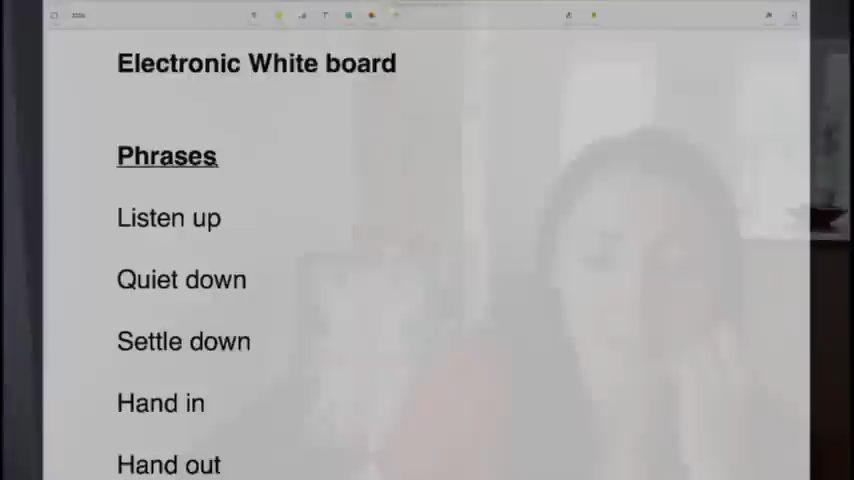 Electronic White board
Phrases
Listen up
Quiet down
Settle down
Hand in
Hand out